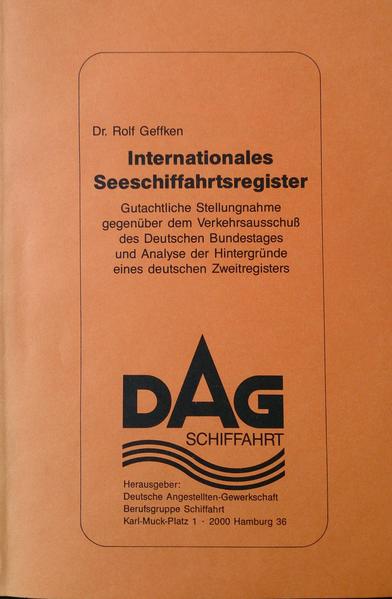 Dr. Rolf Geffken
Internationales
Seeschiffahrtsregister
Gutachtliche Stellungnahme
gegenüber dem Verkehrsausschuß
des Deutschen Bundestages
und Analyse der Hintergründe
eines deutschen Zweitregisters
DAG
SCHIFFAHRT
Herausgeber:
Deutsche Angestellten-Gewerkschaft
Berufsgruppe Schiffahrt
Karl-Muck-Platz 1 · 2000 Hamburg 36